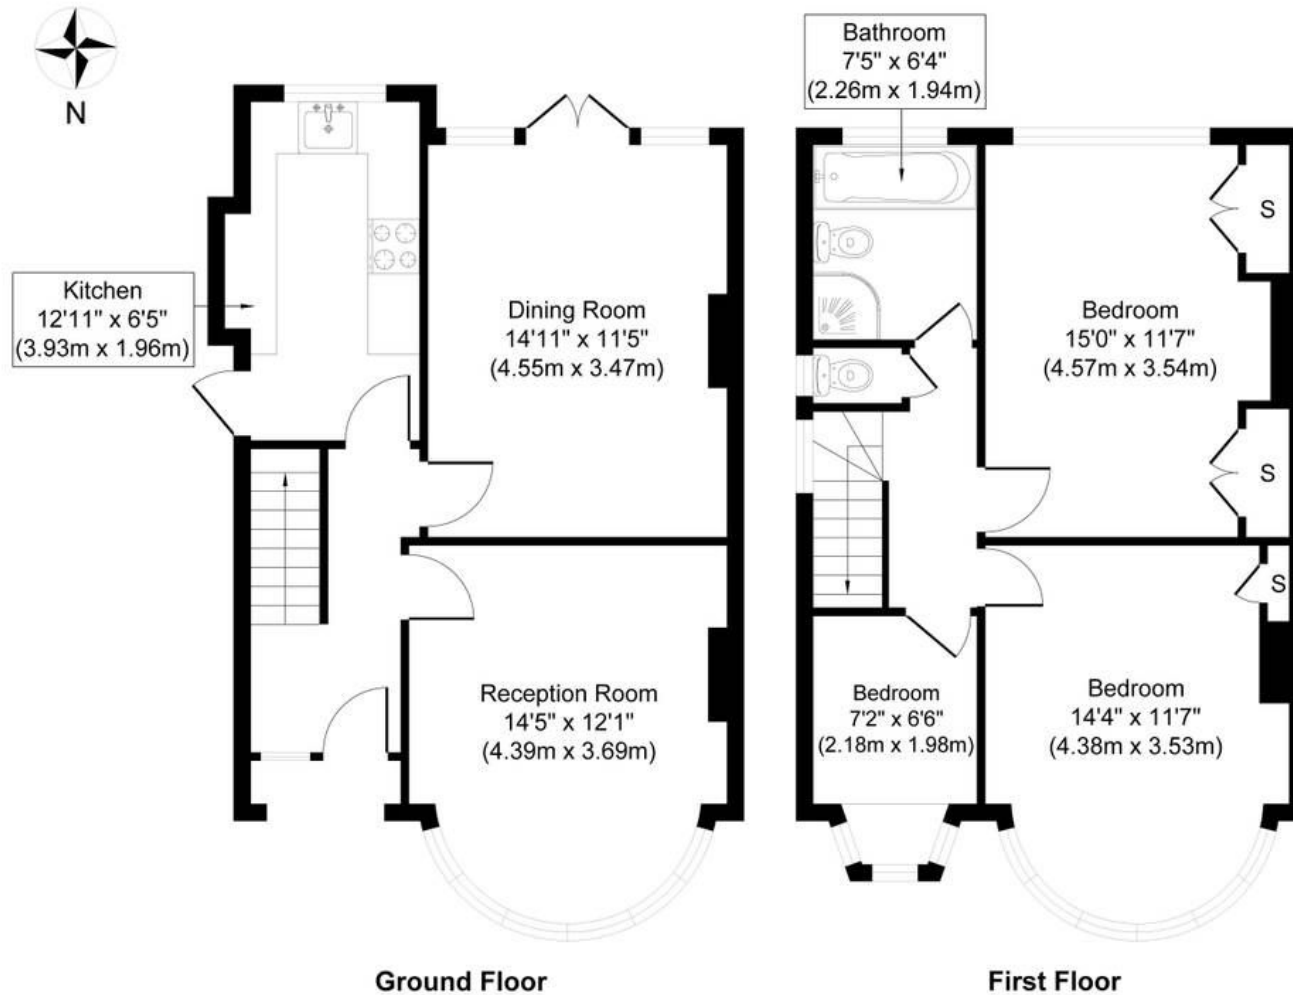 N
Kitchen
12'11" x 6'5"
(3.93m x 1.96m)
Dining Room
14'11" x 11'5"
(4.55m x 3.47m)
Reception Room
14'5" x 12'1"
(4.39m x 3.69m)
Ground Floor
Bathroom
7'5" x 6'4"
(2.26m x 1.94m)
S
Bedroom
15'0" x 11'7"
(4.57m x 3.54m)
S
S
Bedroom
7'2" x 6'6"
(2.18m x 1.98m)
Bedroom
14'4" x 11'7"
(4.38m x 3.53m)
First Floor